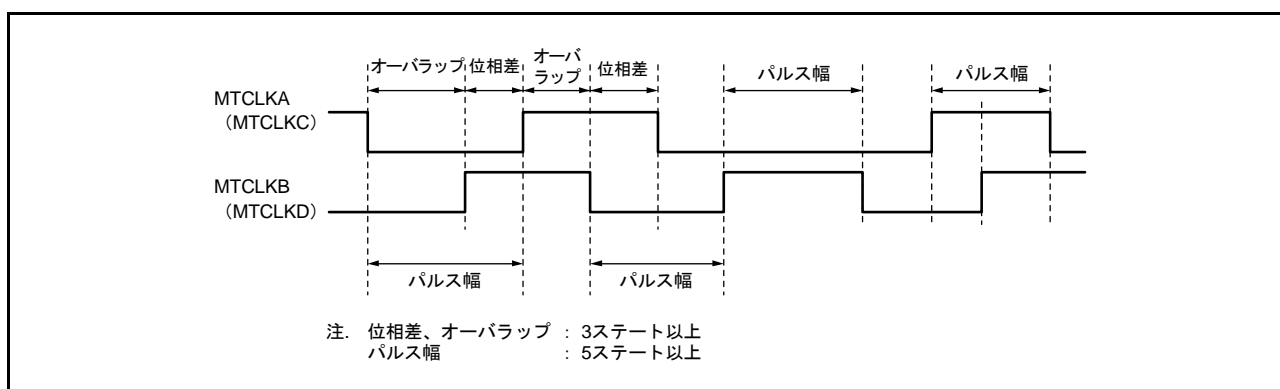 オーバラップ 位相差 オーバ
ラップ 位相差 パルス幅 パルス幅
MTCLKA
（MTCLKC）
MTCLKB
（MTCLKD）
パルス幅 パルス幅
注. 位相差、オーバラップ : 3ステート以上
パルス幅 : 5ステート以上